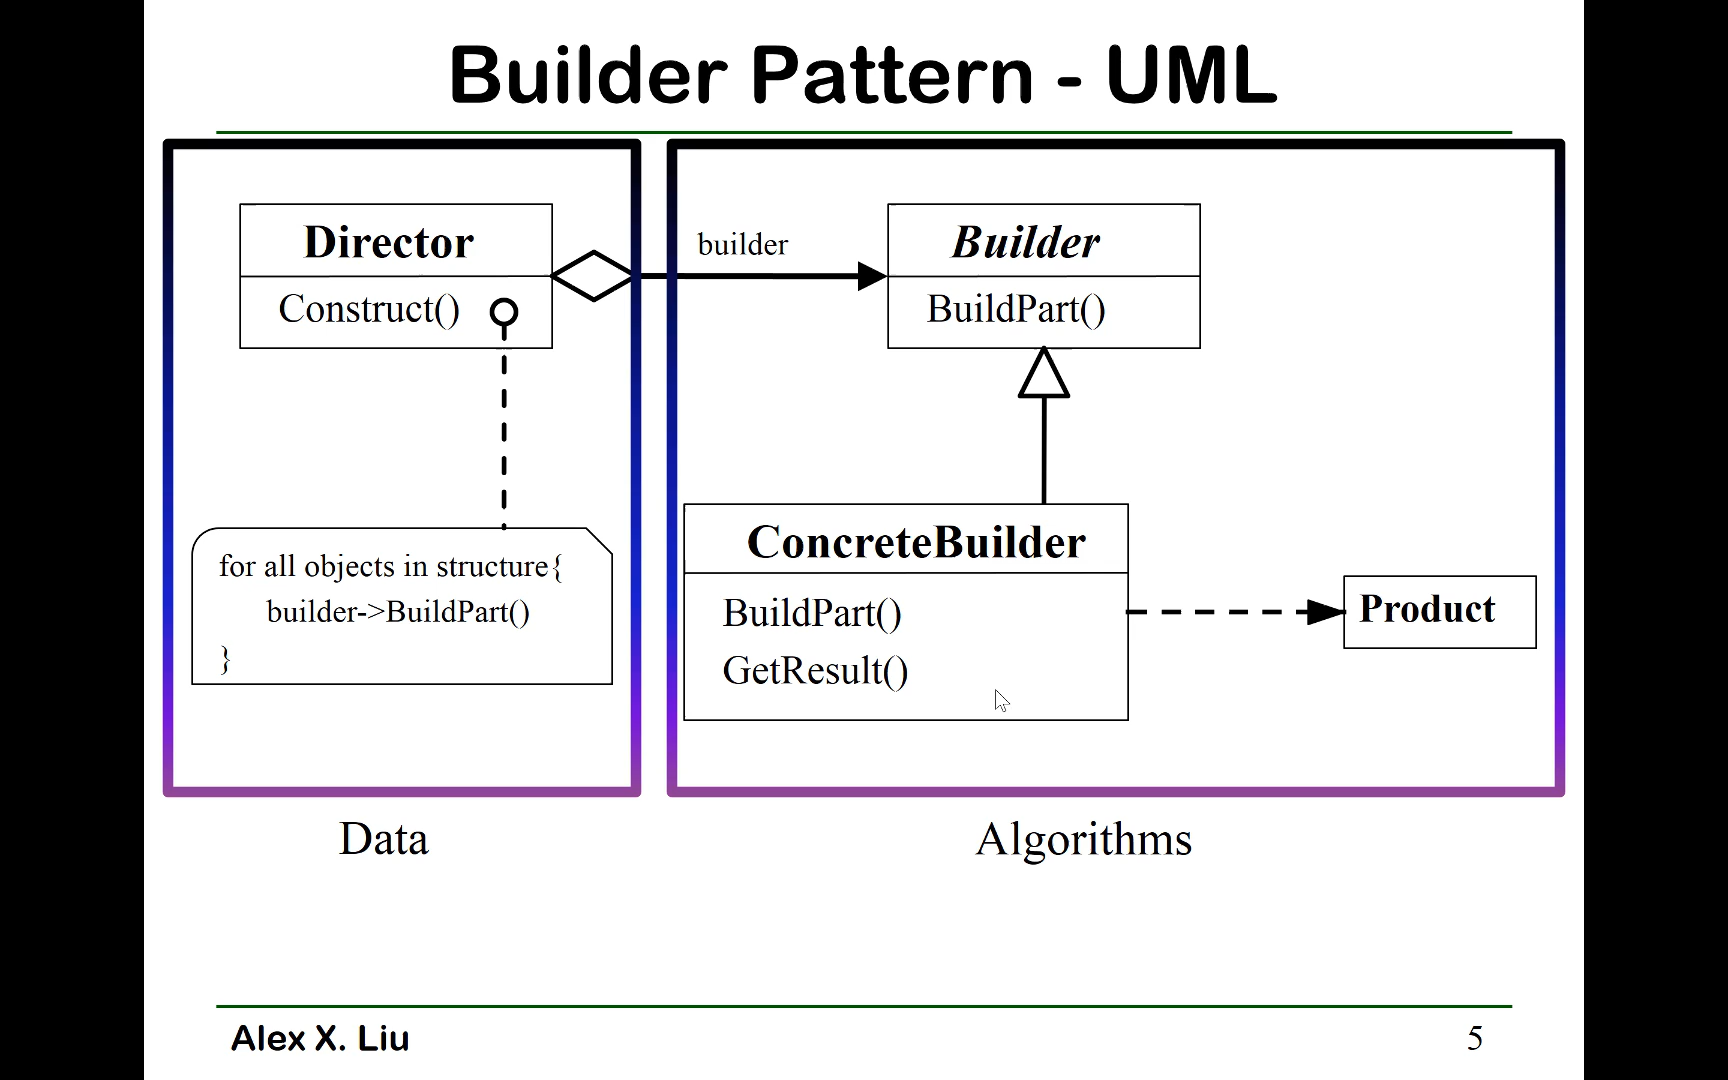 Builder Pattern - UML
Director
Construct()
builder
Builder
BuildPart()
for all objects in structure{
builder->BuildPart()
}
ConcreteBuilder
BuildPart()
GetResult()
Product
Data
Algorithms
Alex X. Liu
5